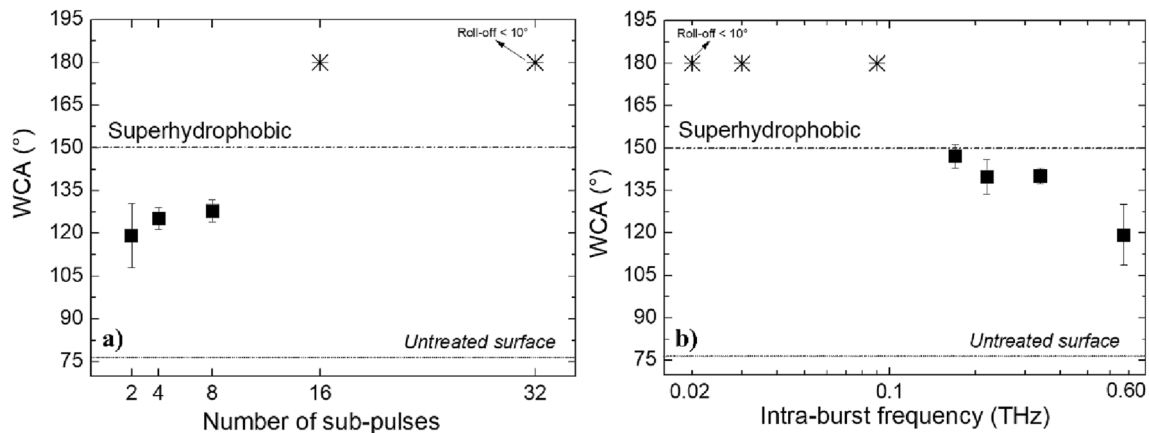 195
180
165
150
135
120
105
90
75
WCA (°)
Roll-off < 10°
Superhydrophobic
Untreated surface
a)
2 4 8 16 32
Number of sub-pulses
195
180
165
150
135
120
105
90
75
WCA (°)
Roll-off < 10°
Superhydrophobic
Untreated surface
b)
0.02 0.1 0.60
Intra-burst frequency (THz)